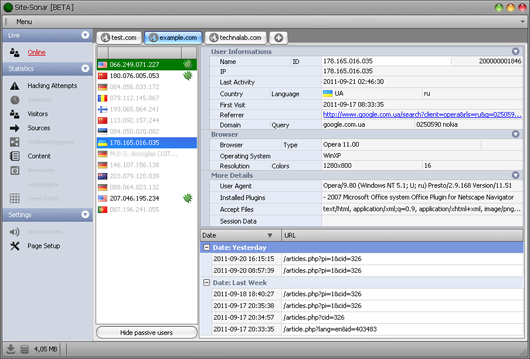 Site-Sonar [BETA]
Menu
Live
Online
Statistics
Hacking Attempts
Visitors
Sources
Content
Settings
Page Setup
4,05 MB
test.com
example.com
technalab.com
066.249.071.227
180.076.005.053
084.056.033.172
079.112.145.067
193.065.064.241
113.092.157.244
084.050.020.082
178.165.016.035
146.107.156.138
203.070.120.039
088.064.023.132
207.046.195.234
087.196.241.055
Hide passive users
User Informations
Name ID 178.165.016.035 200000001846
IP 178.165.016.035
Last Activity 2011-09-21 02:46:30
Country Language UA ru
First Visit 2011-09-17 08:33:35
Referrer http://www.google.com.ua/search?client=opera&rls=ru&q=0250590
Domain Query google.com.ua 0250590 nokia
Browser
Browser Type Opera 11.00
Operating System WinXP
Resolution Colors 1280x800 16
More Details
User Agent Opera/9.80 (Windows NT 5.1; U; ru) Presto/2.9.168 Version/11.51
Installed Plugins - 2007 Microsoft Office system Office Plugin for Netscape Navigator
Accept Files text/html, application/xml;q=0.9, application/xhtml+xml, image/png,
Session Data
Date URL
Date: Yesterday
2011-09-20 16:15:15 /articles.php?pi=1&cid=326
2011-09-20 08:57:39 /articles.php?pi=1&cid=326
Date: Last Week
2011-09-18 18:40:27 /articles.php?pi=1&cid=326
2011-09-17 20:35:38 /articles.php?pi=1&cid=326
2011-09-17 20:34:57 /articles.php?cid=326
2011-09-17 20:33:35 /article.php?lang=en&id=403483